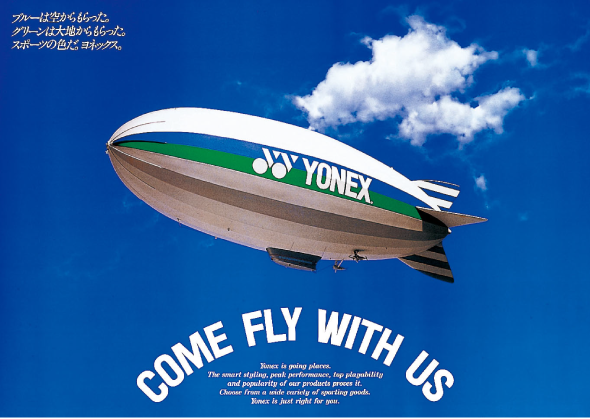 ブルーは空からもらった。
グリーンは大地からもらった。
スポーツの色だ。ヨネックス。
YONEX
COME FLY WITH US
Yonex is going places.
The smart styling, peak performance, top playability
and popularity of our products proves it.
Choose from a wide variety of sporting goods.
Yonex is just right for you.